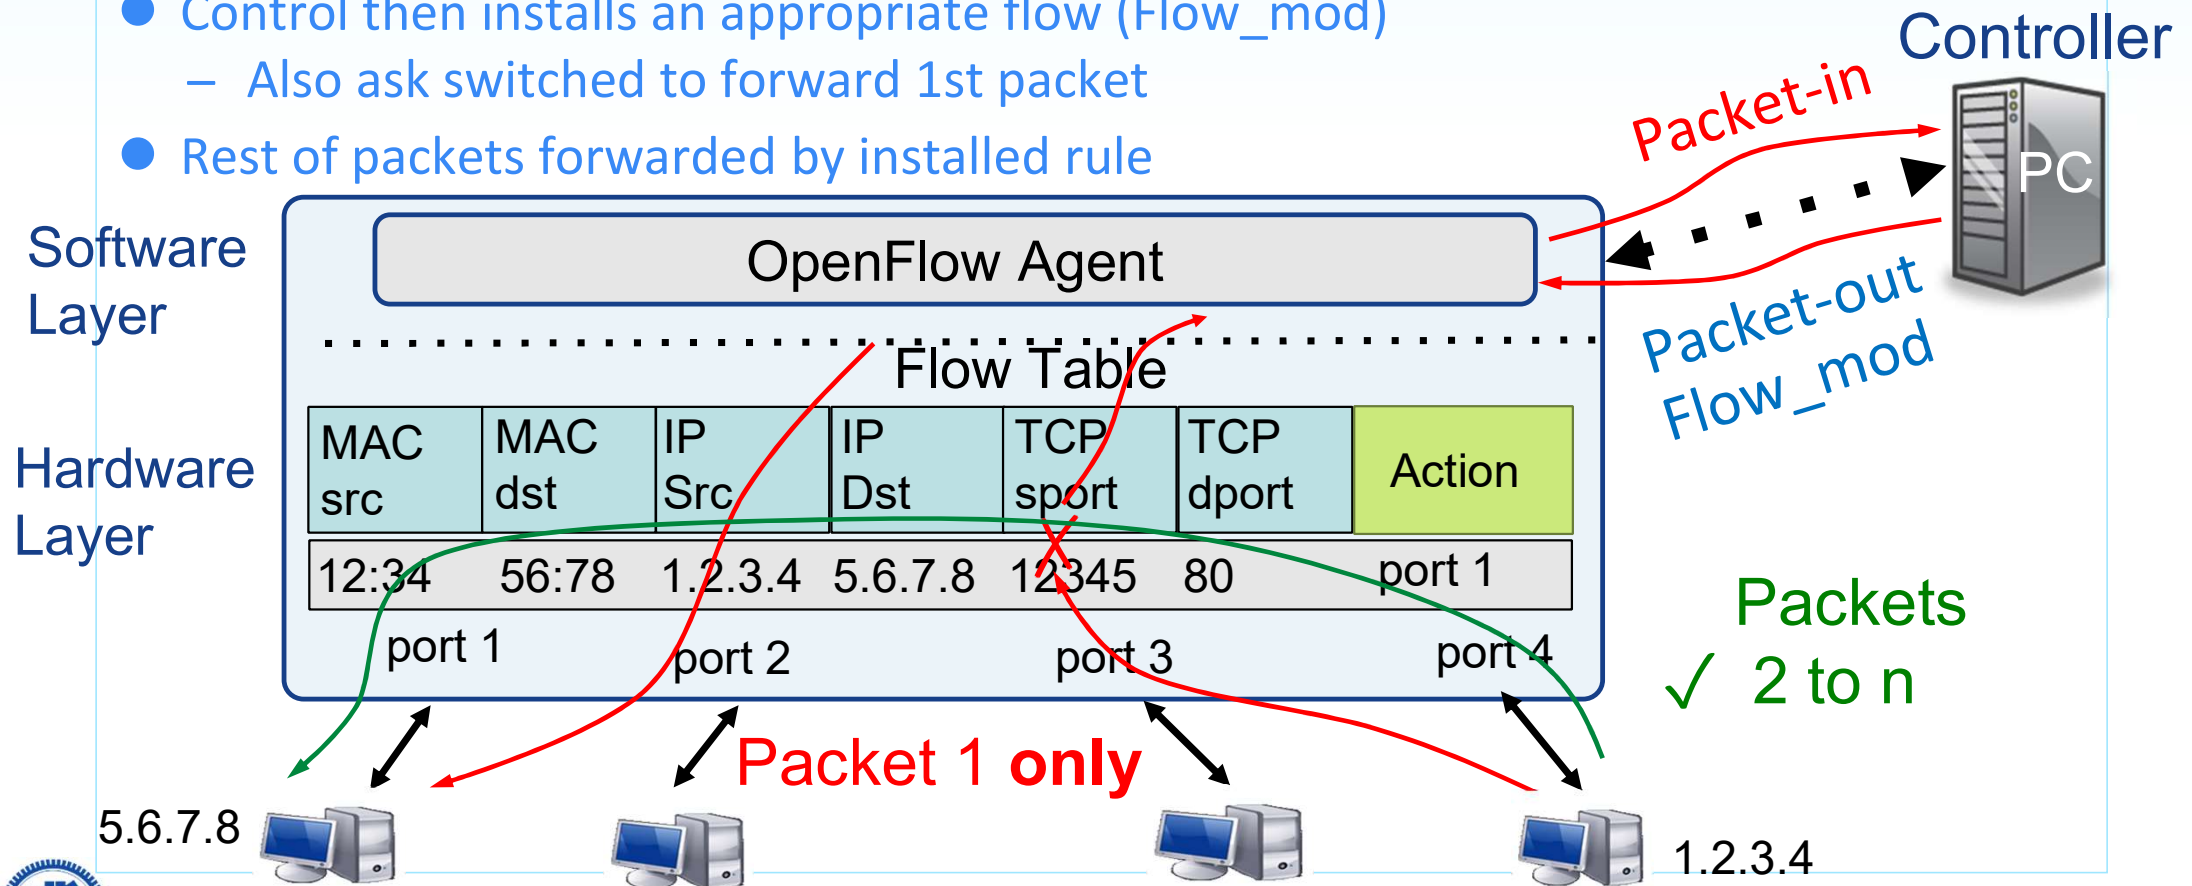 Control then installs an appropriate flow (Flow_mod)
– Also ask switched to forward 1st packet
Rest of packets forwarded by installed rule
Controller
Packet-in
PC
Software
Layer
OpenFlow Agent
Packet-out
Flow_mod
Flow Table
Hardware
Layer
MAC src
MAC dst
IP Src
IP Dst
TCP sport
TCP dport
Action
12:34 56:78 1.2.3.4 5.6.7.8 12345 80 port 1
port 1 port 2 port 3 port 4
Packets
✓ 2 to n
Packet 1 only
5.6.7.8
1.2.3.4